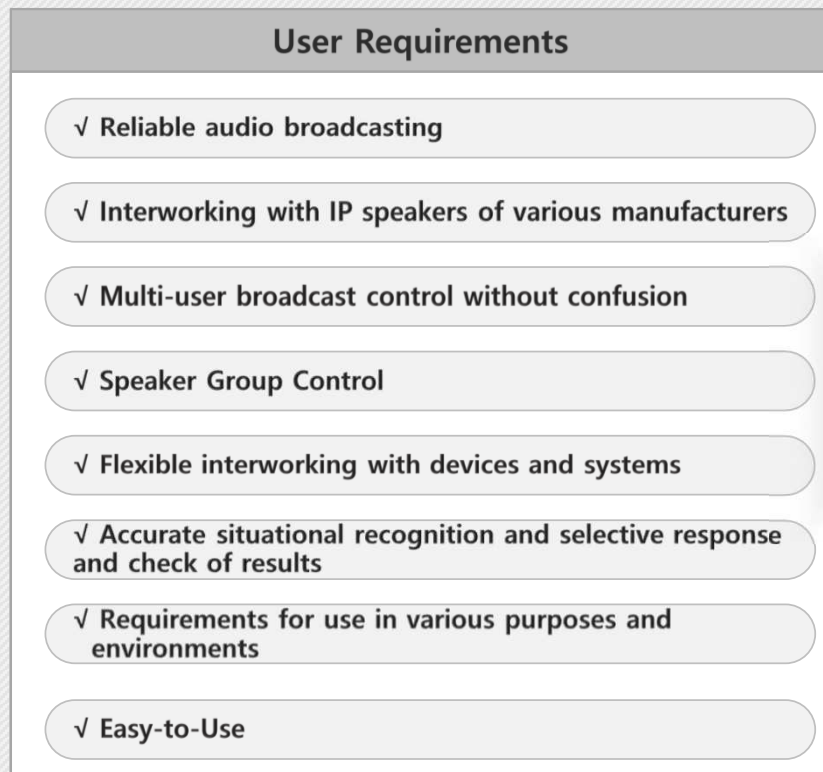 User Requirements
√ Reliable audio broadcasting
√ Interworking with IP speakers of various manufacturers
√ Multi-user broadcast control without confusion
√ Speaker Group Control
√ Flexible interworking with devices and systems
√ Accurate situational recognition and selective response
and check of results
√ Requirements for use in various purposes and
environments
√ Easy-to-Use